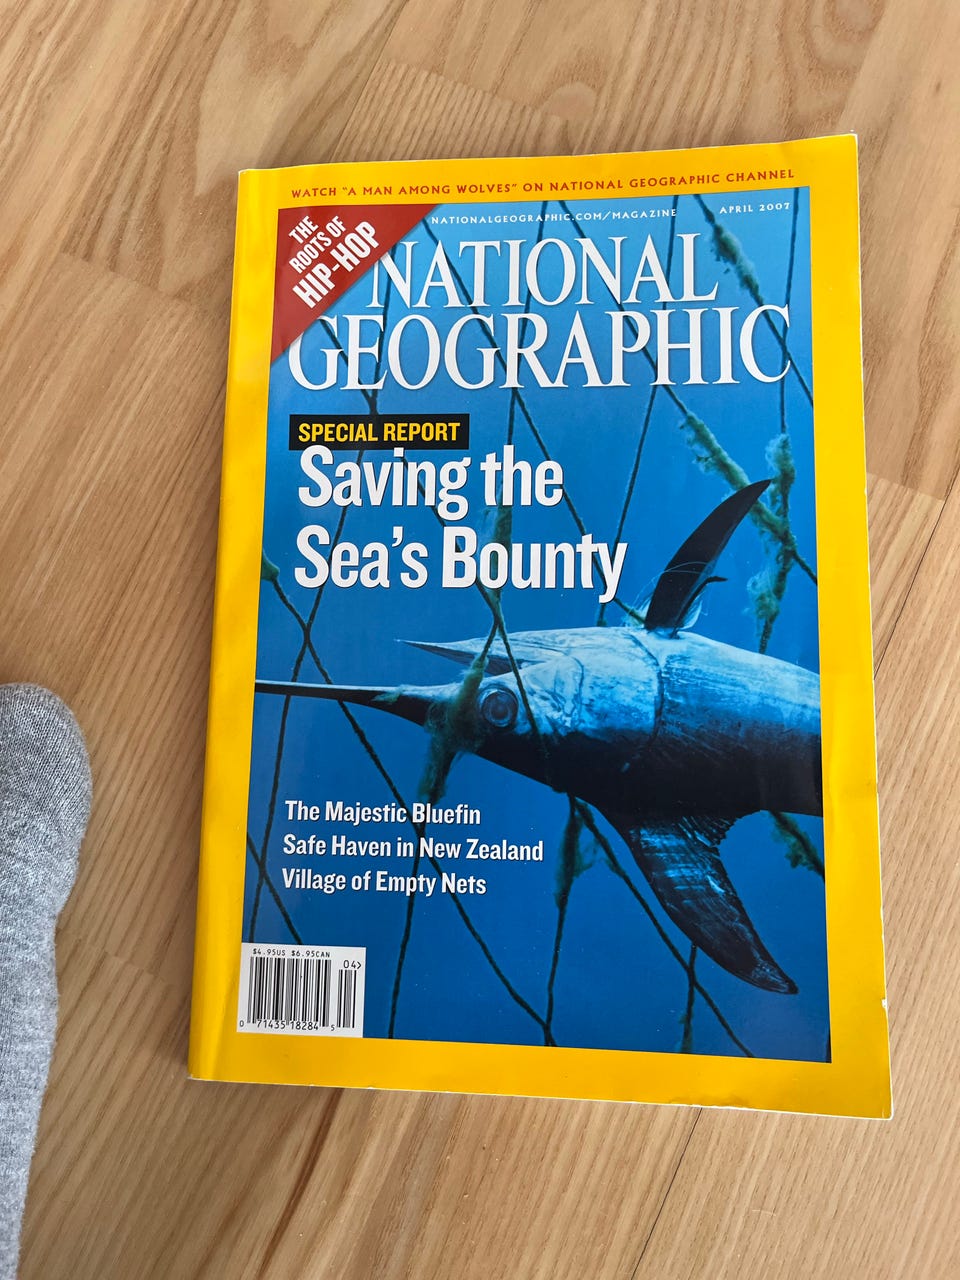 WATCH "A MAN AMONG WOLVES" ON NATIONAL GEOGRAPHIC CHANNEL
THE
ROOTS OF
HIP-HOP
NATIONALGEOGRAPHIC.COM/MAGAZINE
APRIL 2007
NATIONAL
GEOGRAPHIC
SPECIAL REPORT
Saving the
Sea's Bounty
The Majestic Bluefin
Safe Haven in New Zealand
Village of Empty Nets
$4.95US $6.95CAN
04>
0 71435 18284 5